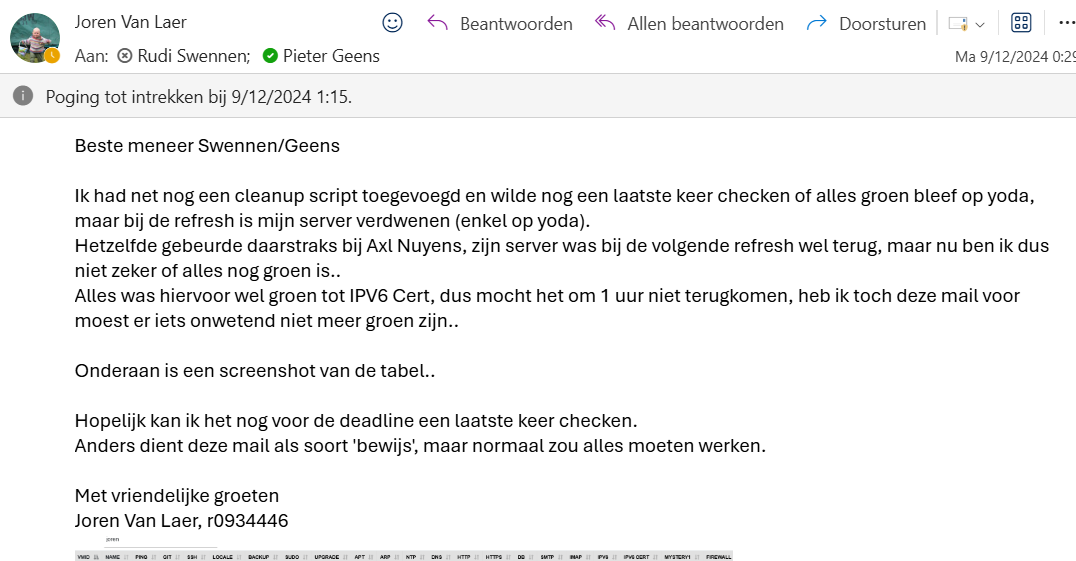 Joren Van Laer
Beantwoorden
Allen beantwoorden
Doorsturen
Aan: Rudi Swennen; Pieter Geens
Ma 9/12/2024 0:29
Poging tot intrekken bij 9/12/2024 1:15.
Beste meneer Swennen/Geens
Ik had net nog een cleanup script toegevoegd en wilde nog een laatste keer checken of alles groen bleef op yoda,
maar bij de refresh is mijn server verdwenen (enkel op yoda).
Hetzelfde gebeurde daarstraks bij Axl Nuyens, zijn server was bij de volgende refresh wel terug, maar nu ben ik dus
niet zeker of alles nog groen is..
Alles was hiervoor wel groen tot IPV6 Cert, dus mocht het om 1 uur niet terugkomen, heb ik toch deze mail voor
moest er iets onwetend niet meer groen zijn..
Onderaan is een screenshot van de tabel..
Hopelijk kan ik het nog voor de deadline een laatste keer checken.
Anders dient deze mail als soort 'bewijs', maar normaal zou alles moeten werken.
Met vriendelijke groeten
Joren Van Laer, r0934446
joren
VMID NAME PING GIT SSH LOCALE BACKUP SUDO UPGRADE APT ARP NTP DNS HTTP HTTPS DB SMTP IMAP IPV6 IPV6 CERT MYSTERY1 FIREWALL